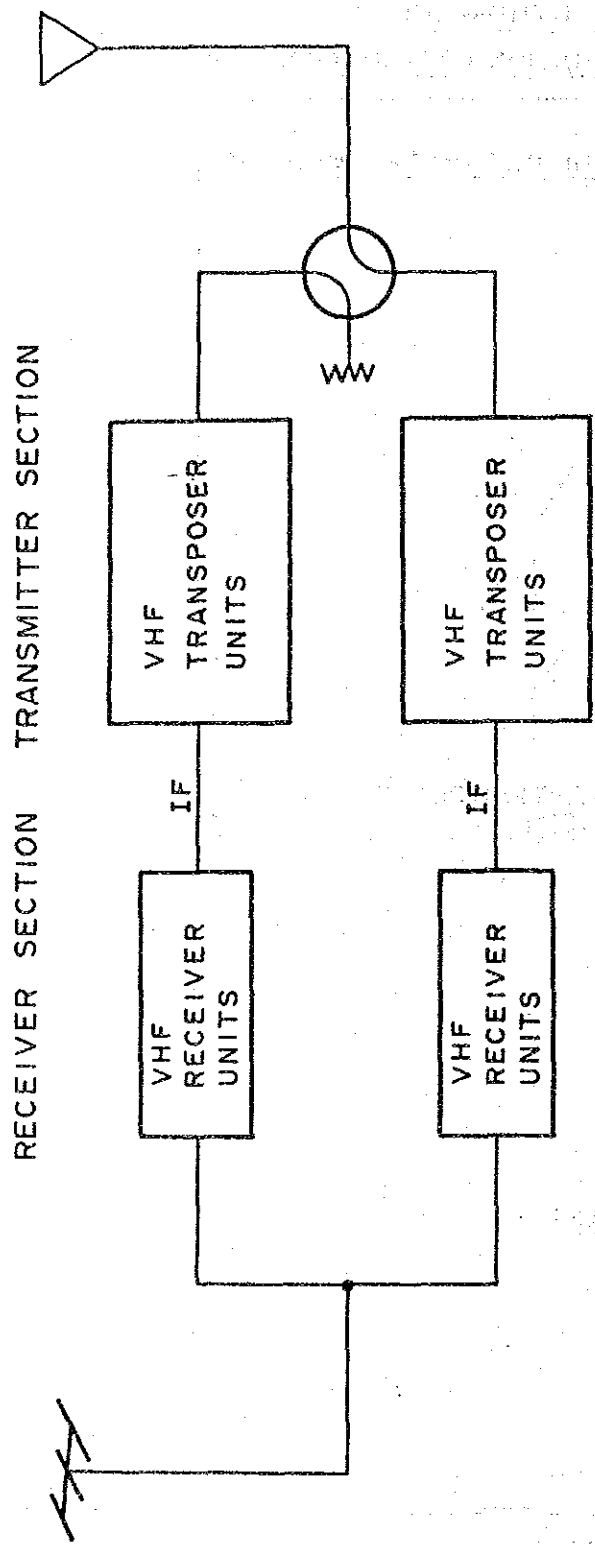 RECEIVER SECTION TRANSMITTER SECTION
VHF
RECEIVER
UNITS
IF
VHF
TRANSPOSER
UNITS
VHF
RECEIVER
UNITS
IF
VHF
TRANSPOSER
UNITS